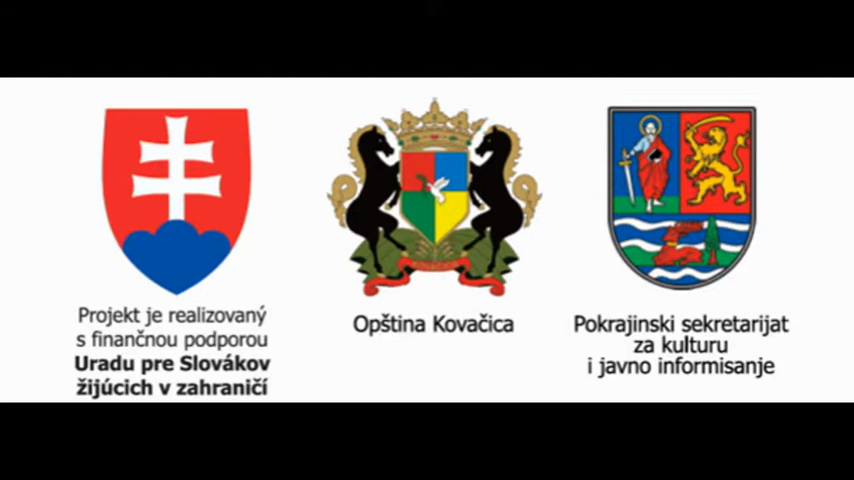 Projekt je realizovaný
s finančnou podporou
Uradu pre Slovákov
žijúcich v zahraničí
Opština Kovačica
Pokrajinski sekretarijat
za kulturu
i javno informisanje